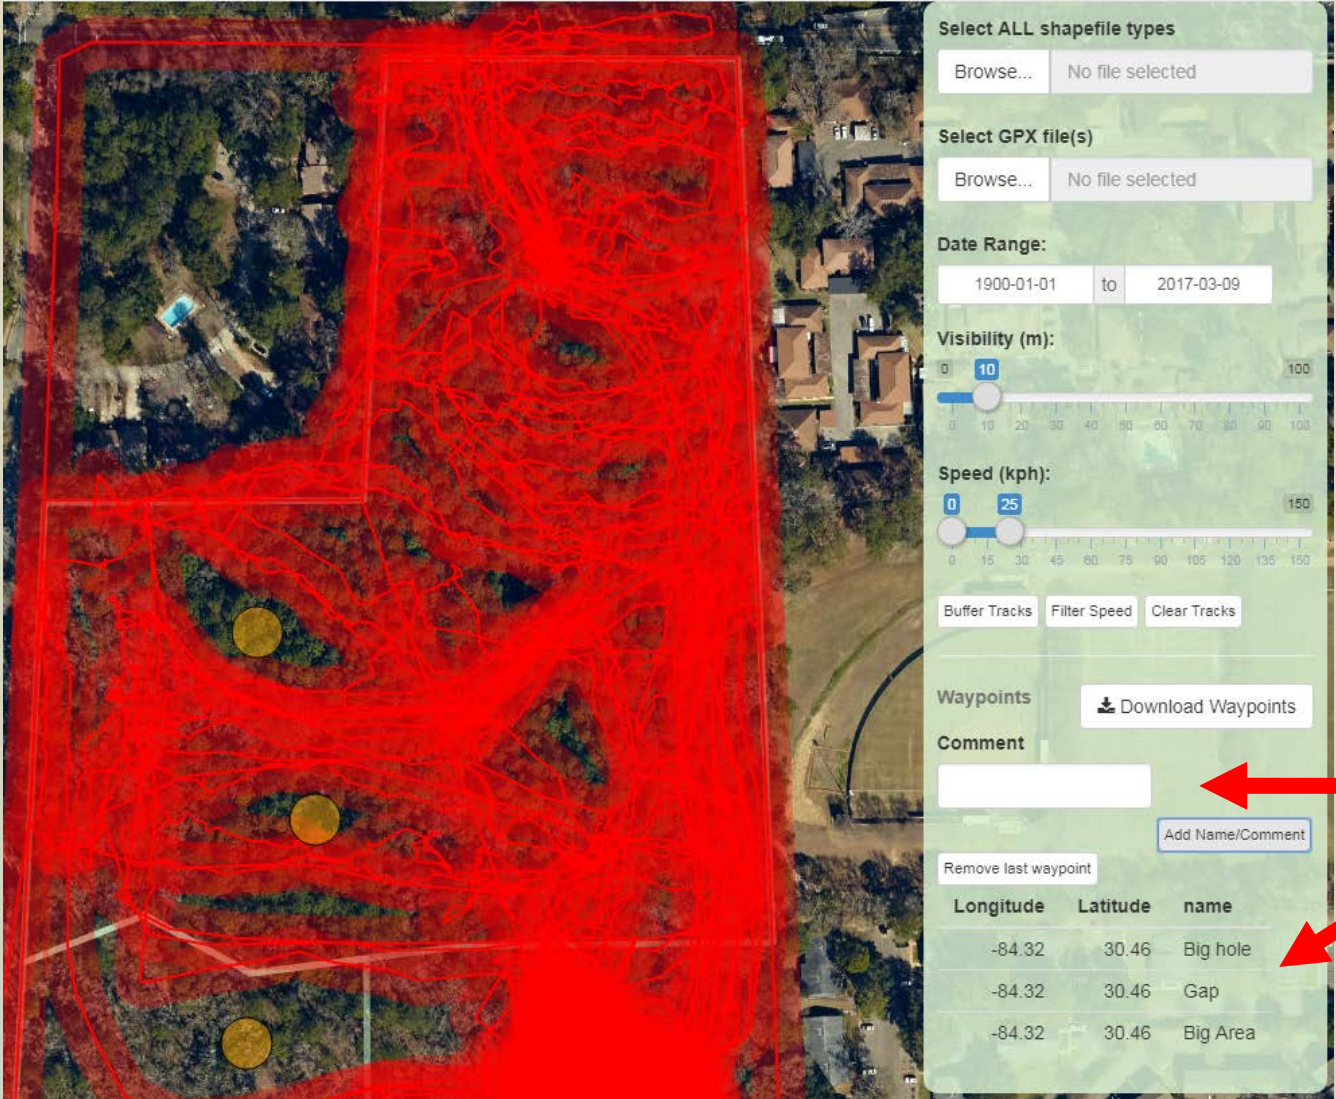 Select ALL shapefile types
Browse... No file selected
Select GPX file(s)
Browse... No file selected
Date Range:
1900-01-01 to 2017-03-09
Visibility (m):
0 10 100
0 10 20 30 40 50 60 70 80 90 100
Speed (kph):
0 25 150
0 15 30 45 60 75 90 105 120 135 150
Buffer Tracks Filter Speed Clear Tracks
Waypoints Download Waypoints
Comment
Add Name/Comment
Remove last waypoint
Longitude Latitude name
-84.32 30.46 Big hole
-84.32 30.46 Gap
-84.32 30.46 Big Area